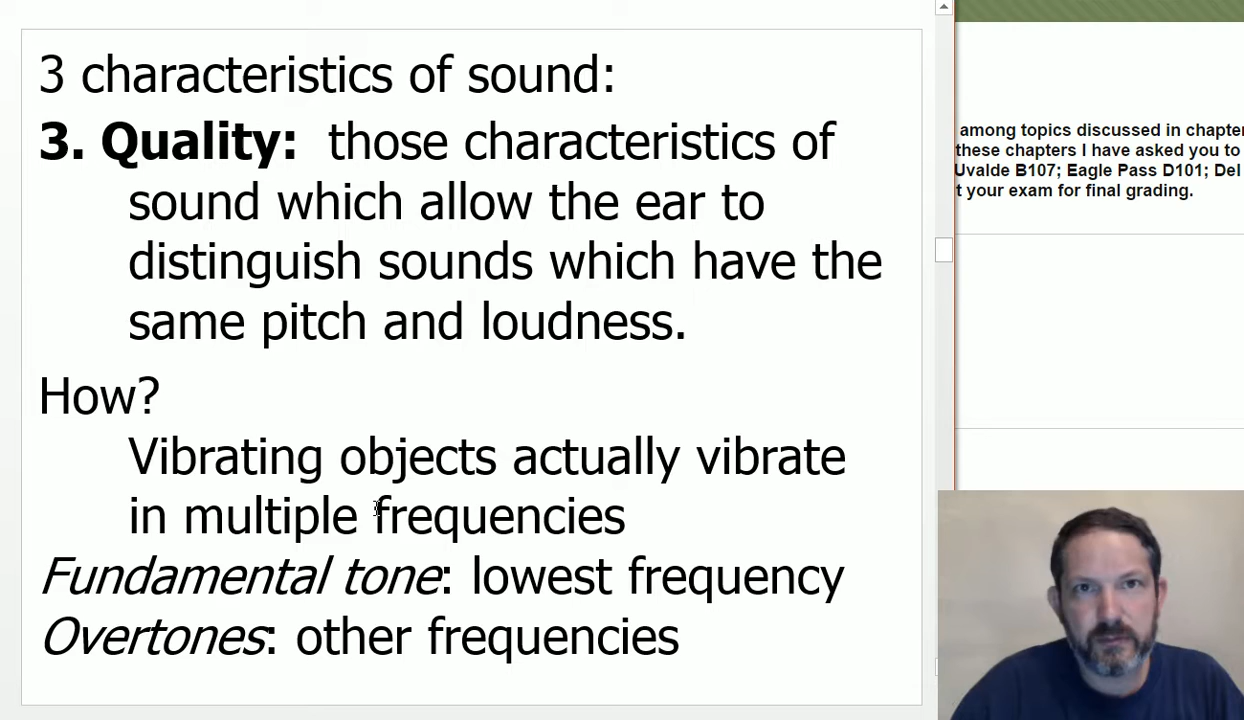 3 characteristics of sound:
3. Quality: those characteristics of
sound which allow the ear to
distinguish sounds which have the
same pitch and loudness.
How?
Vibrating objects actually vibrate
in multiple frequencies
Fundamental tone: lowest frequency
Overtones: other frequencies
among topics discussed in chapter
these chapters I have asked you to
Uvalde B107; Eagle Pass D101; Del
t your exam for final grading.